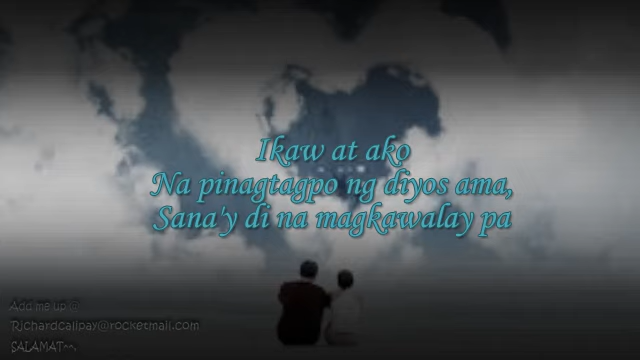 Ikaw at ako
Na pinagtagpo ng diyos ama,
Sana'y di na magkawalay pa
Add me up @
Richardcalipay@rocketmail.com
SALAMAT^^,